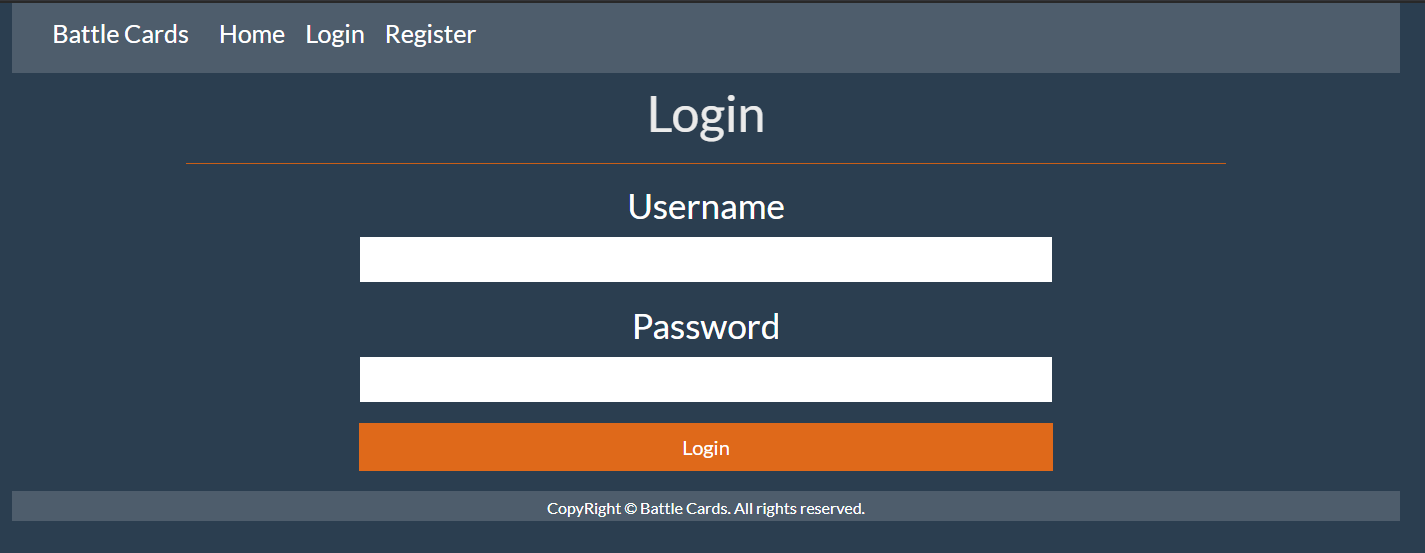 Battle Cards Home Login Register
Login
Username
Password
Login
CopyRight © Battle Cards. All rights reserved.